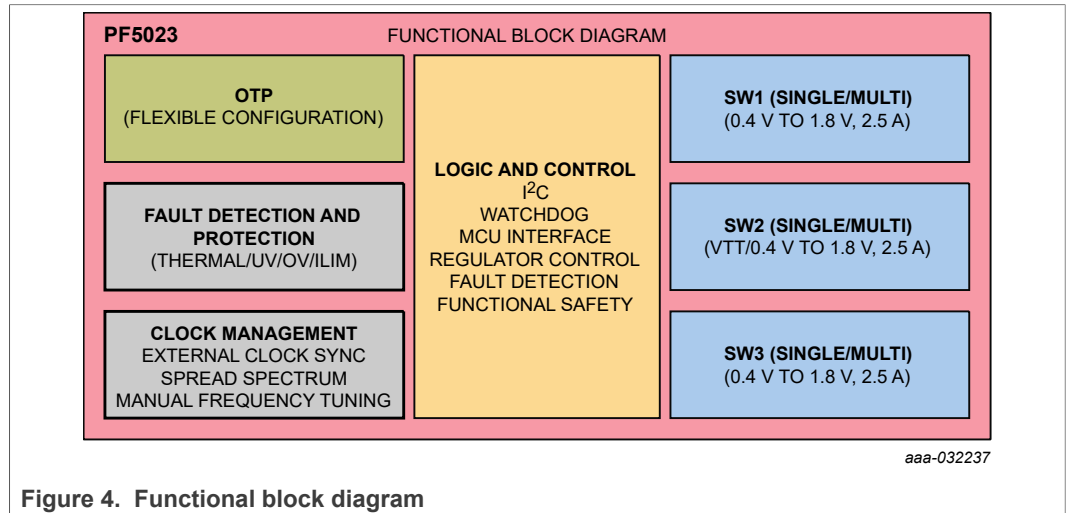 PF5023 FUNCTIONAL BLOCK DIAGRAM
OTP
(FLEXIBLE CONFIGURATION)
FAULT DETECTION AND
PROTECTION
(THERMAL/UV/OV/ILIM)
CLOCK MANAGEMENT
EXTERNAL CLOCK SYNC
SPREAD SPECTRUM
MANUAL FREQUENCY TUNING
LOGIC AND CONTROL
I²C
WATCHDOG
MCU INTERFACE
REGULATOR CONTROL
FAULT DETECTION
FUNCTIONAL SAFETY
SW1 (SINGLE/MULTI)
(0.4 V TO 1.8 V, 2.5 A)
SW2 (SINGLE/MULTI)
(VTT/0.4 V TO 1.8 V, 2.5 A)
SW3 (SINGLE/MULTI)
(0.4 V TO 1.8 V, 2.5 A)
aaa-032237
Figure 4. Functional block diagram